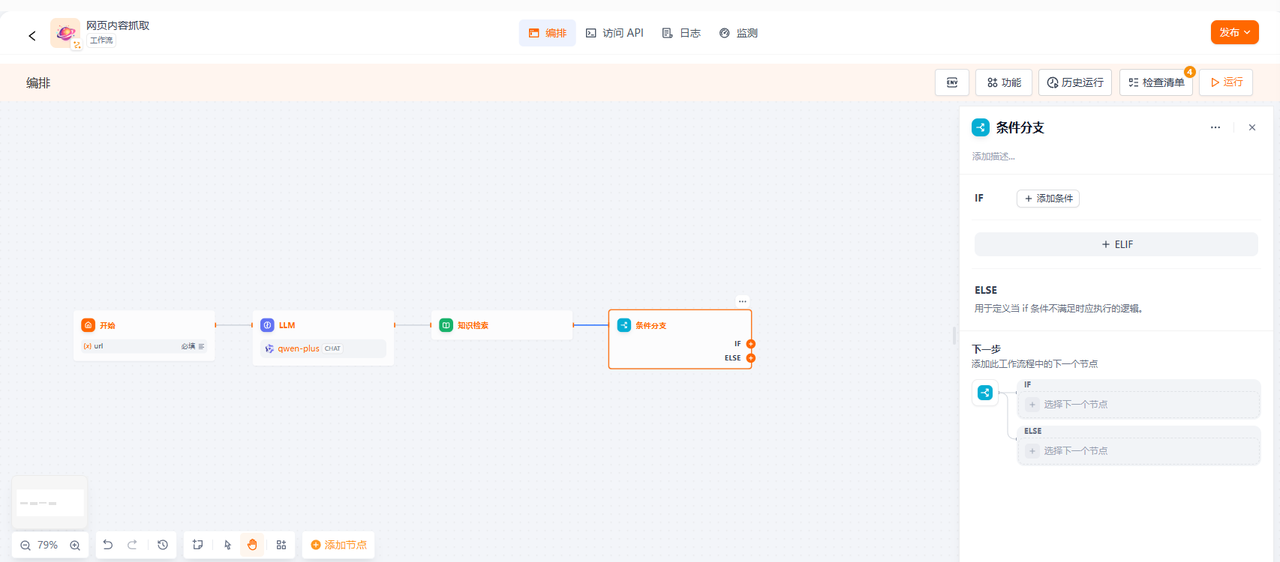 网页内容抓取
工作流
编排
访问 API
日志
监测
发布
编排
ENV
功能
历史运行
检查清单
4
运行
条件分支
添加描述...
IF
+ 添加条件
+ ELIF
ELSE
用于定义当 if 条件不满足时应执行的逻辑。
下一步
添加此工作流程中的下一个节点
IF
+ 选择下一个节点
ELSE
+ 选择下一个节点
开始
{x} url
必填
LLM
qwen-plus CHAT
知识检索
条件分支
IF
ELSE
79%
添加节点